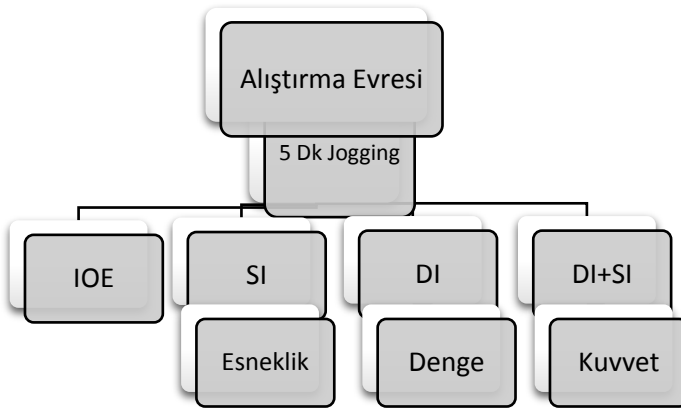 Alıştırma Evresi
5 Dk Jogging
IOE
SI
DI
DI+SI
Esneklik
Denge
Kuvvet